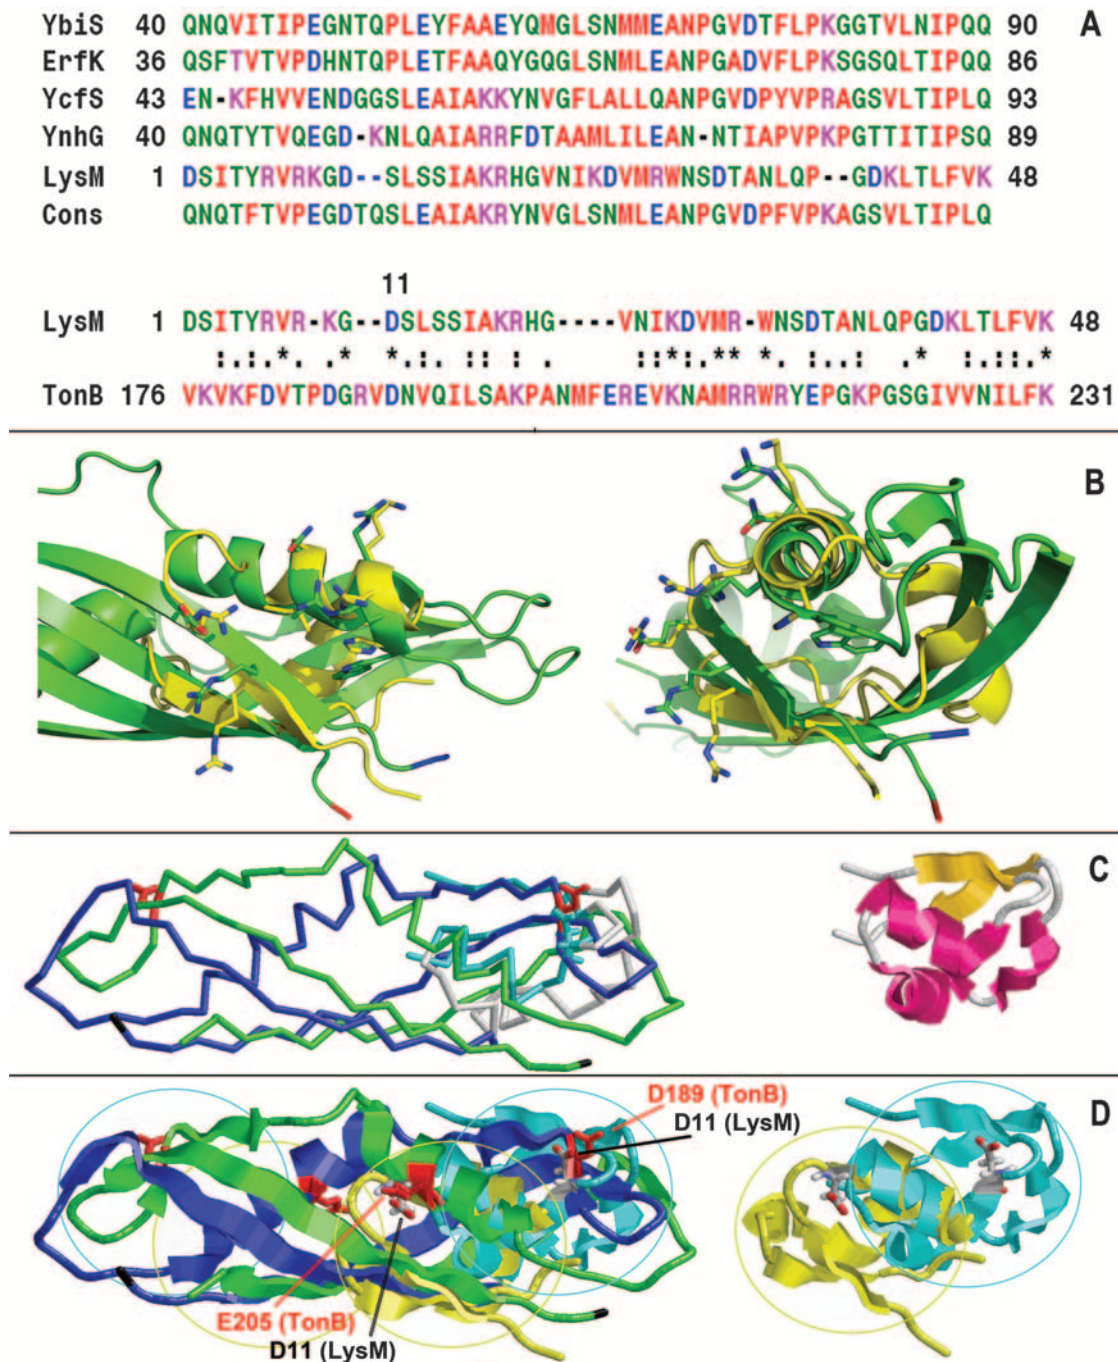 A
YbiS 40 QNQVITIPEGNTQPLEYFAAEYQMGLSNMMEANPGVDTFLPKGGTVLNIPQQ 90
ErfK 36 QSFTVTVPDHNTQPLETFAAQYGQGLSNMLEANPGADVFLPKSGSQLTIPQQ 86
YcfS 43 EN-KFHVVENDGGSLEAIAKKYNVGFLALLQANPGVDPYVPRAGSVLTIPLQ 93
YnhG 40 QNQTYTVQEGD-KNLQAIARRFDTAAMLILEAN-NTIAPVPKPGTTITIPSQ 89
LysM 1 DSITYRVRKGD--SLSSIAKRHGVNIKDVMRWNSDTANLQP--GDKLTLFVK 48
Cons QNQTFTVPEGDTQSLEAIAKRYNVGLSNMLEANPGVDPFVPKAGSVLTIPLQ
11
LysM 1 DSITYRVR-KG--DSLSSIAKRHG----VNIKDVMR-WNSDTANLQPGDKLTLFVK 48
:.:.*. . * *.:. :: : . ::*:.** *. :.: .* :.::.*
TonB 176 VKVKFDVTPDGRVDNVQILSAKPANMFEREVKNAMRRWRYEPGKPGSGIVVNILFK 231
B
C
D
D189 (TonB)
D11 (LysM)
E205 (TonB)
D11 (LysM)